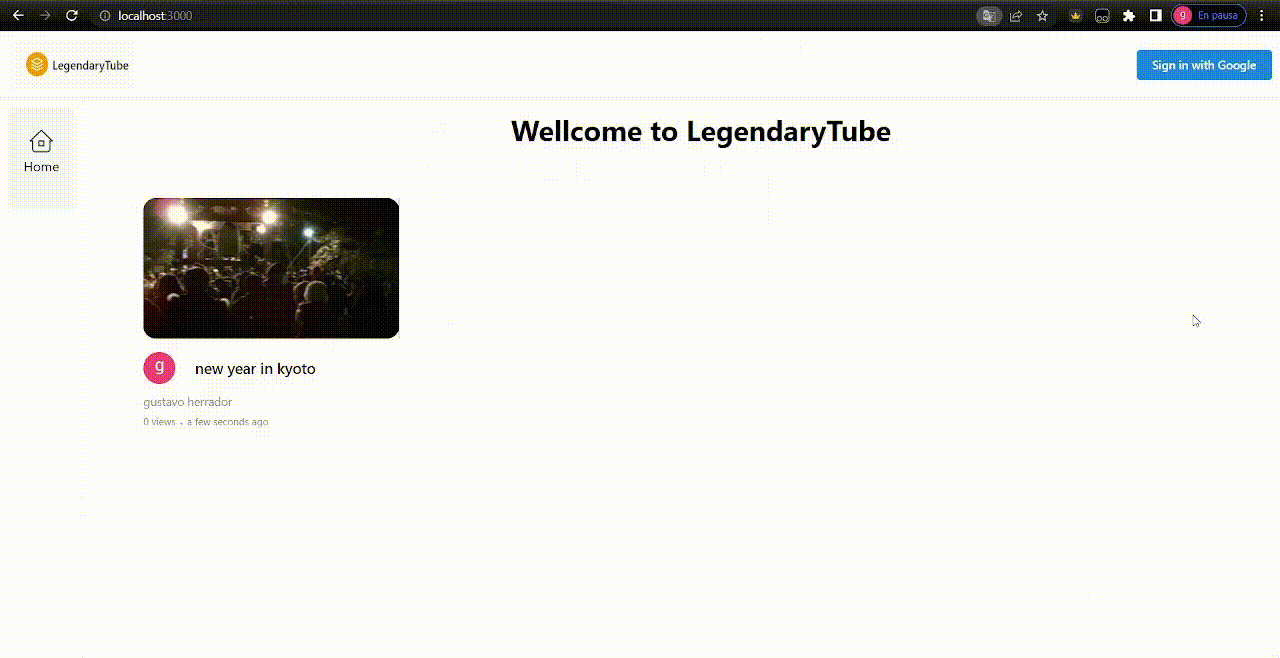 localhost:3000
g En pausa
LegendaryTube
Sign in with Google
Home
Wellcome to LegendaryTube
g
new year in kyoto
gustavo herrador
0 views • a few seconds ago